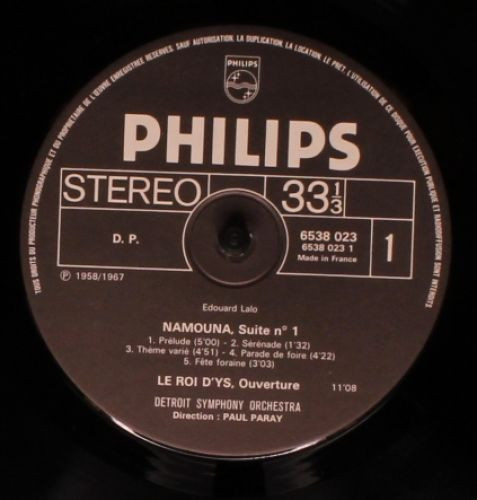 TOUS DROITS DU PRODUCTEUR PHONOGRAPHIQUE ET DU PROPRIETAIRE DE L'ŒUVRE ENREGISTREE RESERVES. SAUF AUTORISATION, LA DUPLICATION, LA LOCATION, LE PRET, L'UTILISATION DE CE DISQUE POUR EXECUTION PUBLIQUE ET RADIODIFFUSION SONT INTERDITS
PHILIPS
PHILIPS
STEREO 33 1/3
D. P. 6538 023
6538 023 1
Made in France
1
℗ 1958/1967
Edouard Lalo
NAMOUNA, Suite n° 1
1. Prélude (5'00) - 2. Sérénade (1'32)
3. Thème varié (4'51) - 4. Parade de foire (4'22)
5. Fête foraine (3'03)
LE ROI D'YS, Ouverture 11'08
DETROIT SYMPHONY ORCHESTRA
Direction : PAUL PARAY